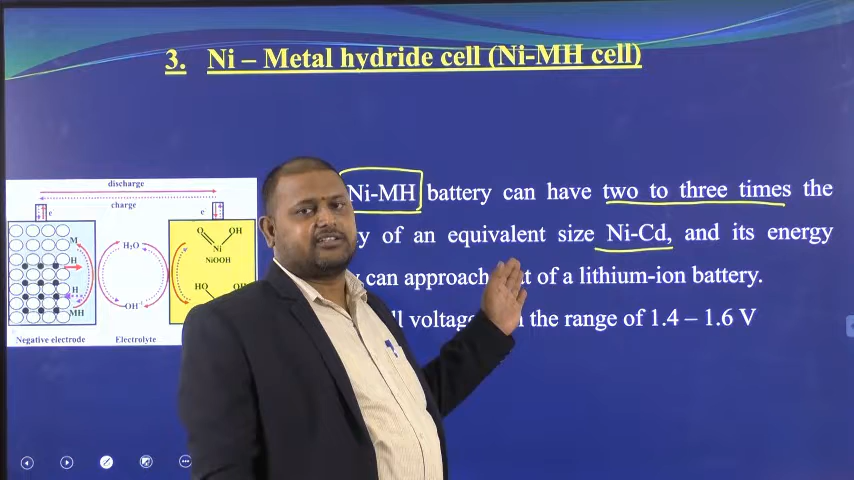 3. Ni – Metal hydride cell (Ni-MH cell)
Ni-MH battery can have two to three times the
of an equivalent size Ni-Cd, and its energy
can approach of a lithium-ion battery.
the range of 1.4 – 1.6 V
discharge
charge
e
e
M
H
H
MH
H₂O
OH⁻
O
OH
Ni
NiOOH
HO
Negative electrode
Electrolyte